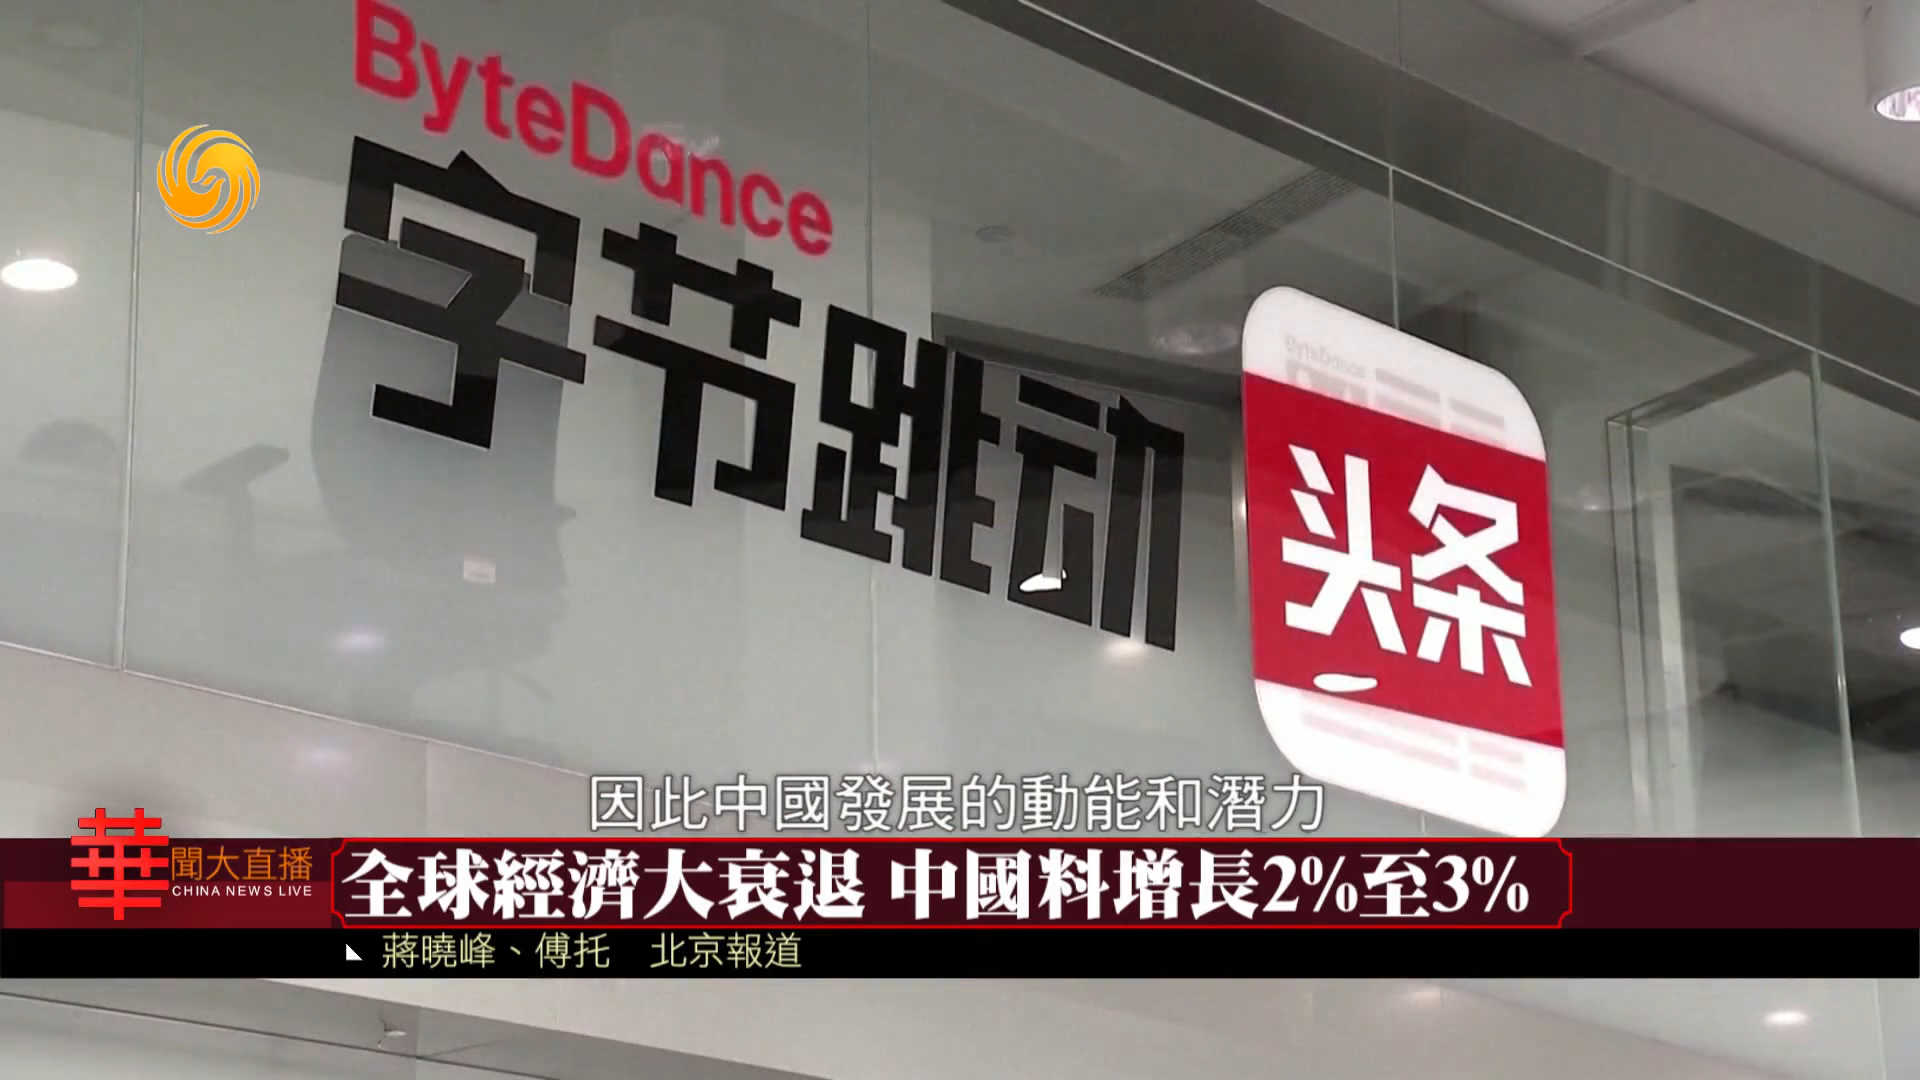 ByteDance
字节跳动
ByteDance
头条
因此中國發展的動能和潛力
華聞大直播
CHINA NEWS LIVE
全球經濟大衰退 中國料增長2%至3%
蔣曉峰、傅托 北京報道